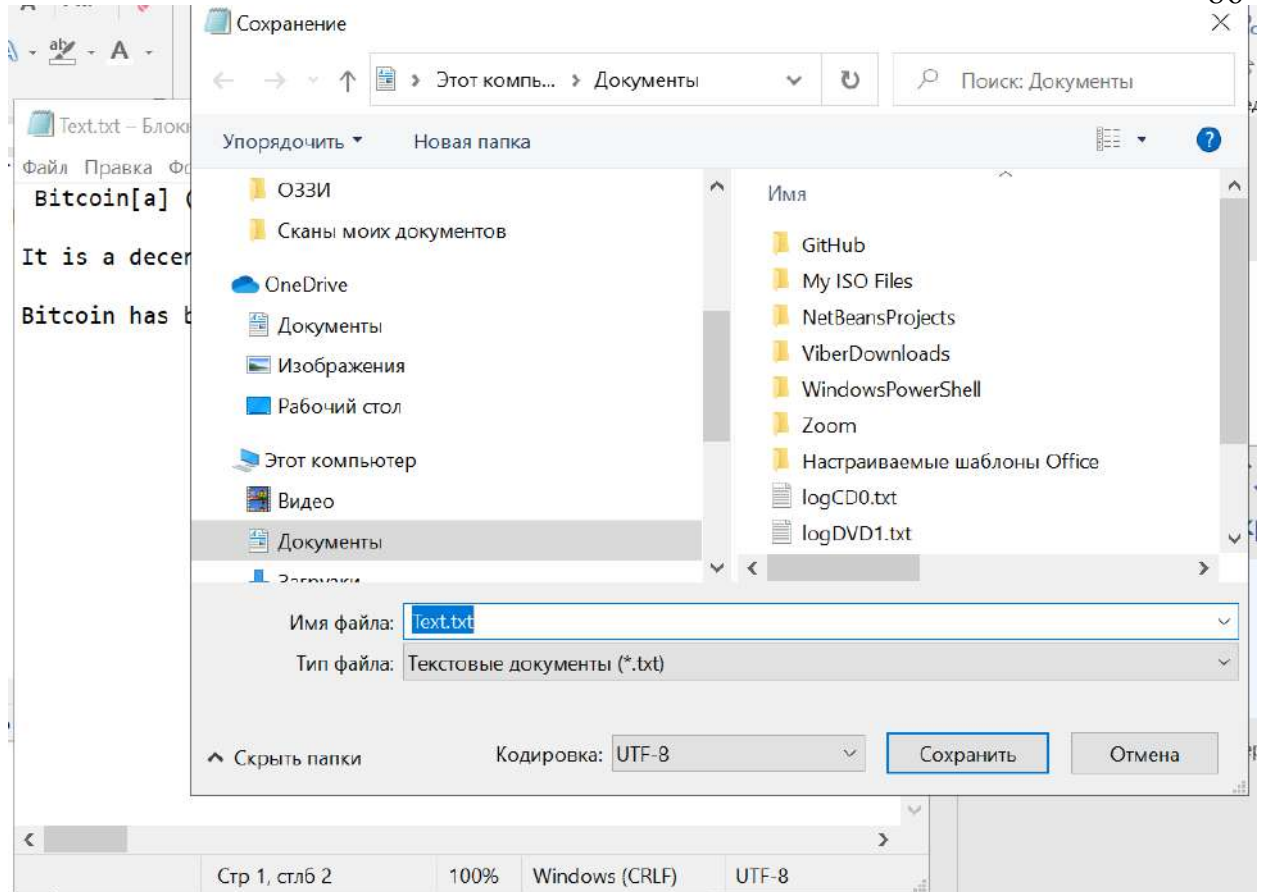 Сохранение
Этот компь... > Документы
Поиск: Документы
Упорядочить
Новая папка
Text.txt –
Файл Правка
Bitcoin[a] (
It is a
Bitcoin has
ОЗЗИ
Сканы моих документов
OneDrive
Документы
Изображения
Рабочий стол
Этот компьютер
Видео
Документы
Загрузки
Имя
GitHub
My ISO Files
NetBeansProjects
ViberDownloads
WindowsPowerShell
Zoom
Настраиваемые шаблоны Office
logCD0.txt
logDVD1.txt
Имя файла: Text.txt
Тип файла: Текстовые документы (*.txt)
Скрыть папки
Кодировка: UTF-8
Сохранить
Отмена
Стр 1, стлб 2
100%
Windows (CRLF)
UTF-8